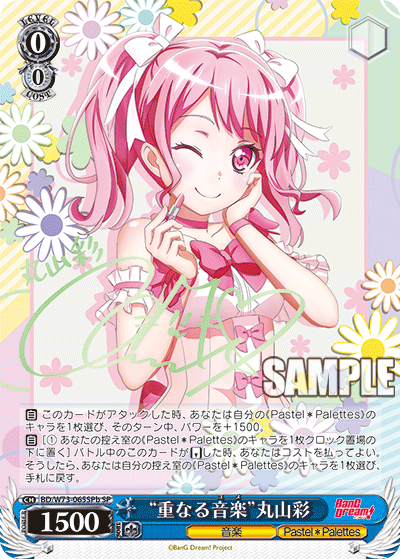 LEVEL
0
0
COST
丸山彩
SAMPLE
自 このカードがアタックした時、あなたは自分の《Pastel＊Palettes》の
キャラを1枚選び、そのターン中、パワーを＋1500。
自 [① あなたの控え室の《Pastel＊Palettes》のキャラを1枚クロック置場の
下に置く] バトル中のこのカードが[]した時、あなたはコストを払ってよい。
そうしたら、あなたは自分の控え室の《Pastel＊Palettes》のキャラを1枚選び、
手札に戻す。
CH BD/W73-065SPb SP
POWER
1500
“重なる音楽”丸山彩
BanG Dream!
音楽
Pastel＊Palettes
©BanG Dream! Project